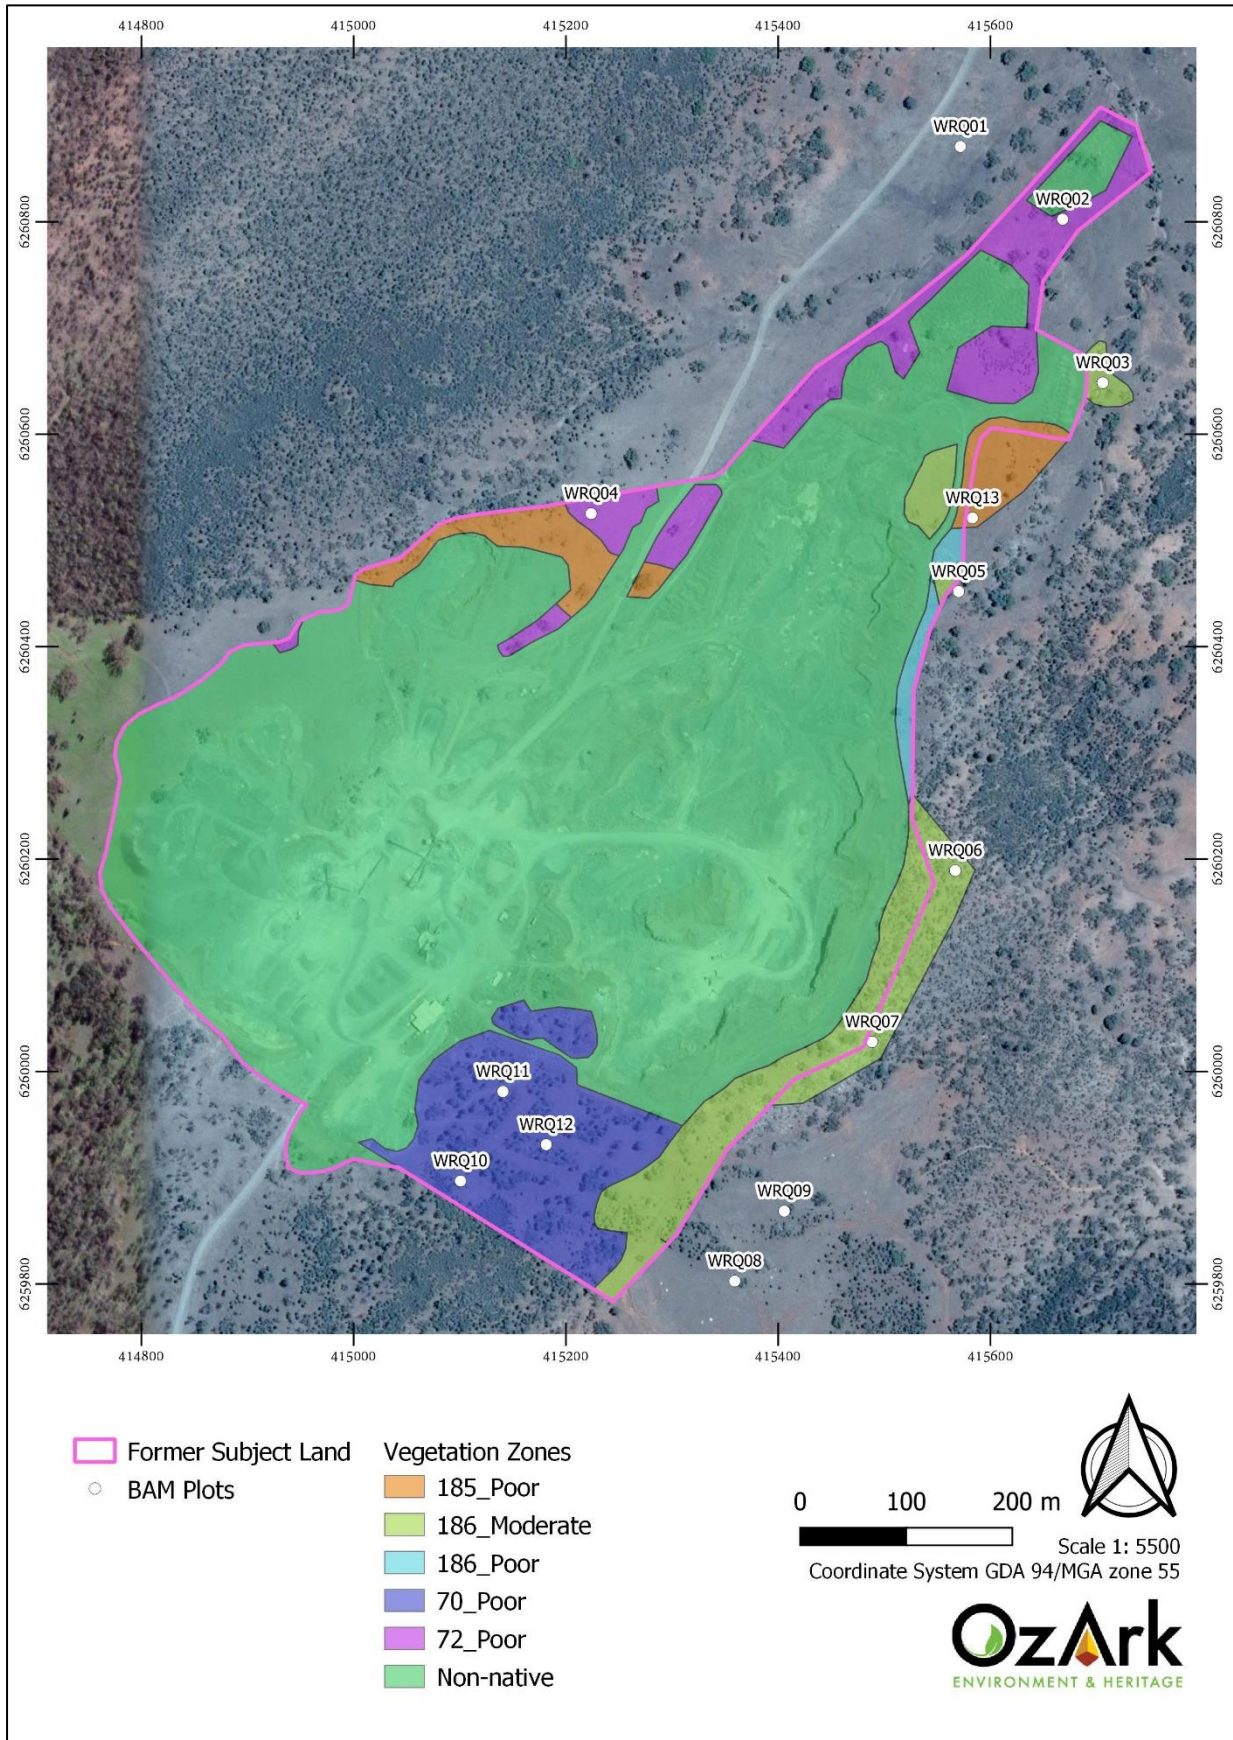 414800 415000 415200 415400 415600
WRQ01
WRQ02
6260800 6260800
WRQ03
6260600 6260600
WRQ04
WRQ13
WRQ05
6260400 6260400
WRQ06
6260200 6260200
WRQ07
6260000 6260000
WRQ11
WRQ12
WRQ10
WRQ09
WRQ08
6259800 6259800
414800 415000 415200 415400 415600
Former Subject Land
BAM Plots
Vegetation Zones
185_Poor
186_Moderate
186_Poor
70_Poor
72_Poor
Non-native
0 100 200 m
Scale 1: 5500
Coordinate System GDA 94/MGA zone 55
OzArk
ENVIRONMENT & HERITAGE